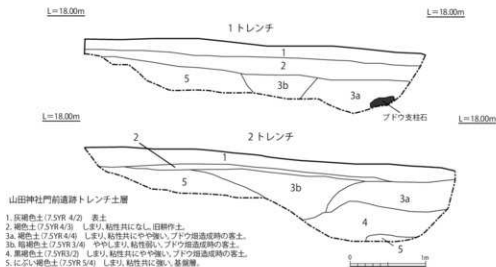 L=18.00m
L=18.00m
1トレンチ
1
2
5
3b
3a
ブドウ支柱石
L=18.00m
L=18.00m
2トレンチ
2
1
5
3b
3a
4
5
山田神社門前遺跡トレンチ土層
1. 灰褐色土(7.5YR 4/2) 表土
2. 褐色土(7.5YR 4/3) しまり、粘性共になし、旧耕作土。
3a. 褐色土(7.5YR 4/4) しまり、粘性共にやや強い、ブドウ畑造成時の客土。
3b. 暗褐色土(7.5YR 3/4) ややしまり、粘性弱い、ブドウ畑造成時の客土。
4. 黒褐色土(7.5YR3/2) しまり、粘性共にやや強い、ブドウ畑造成時の客土。
5. にぶい褐色土(7.5YR 5/4) しまり、粘性共に強い、基盤層。
0
1m